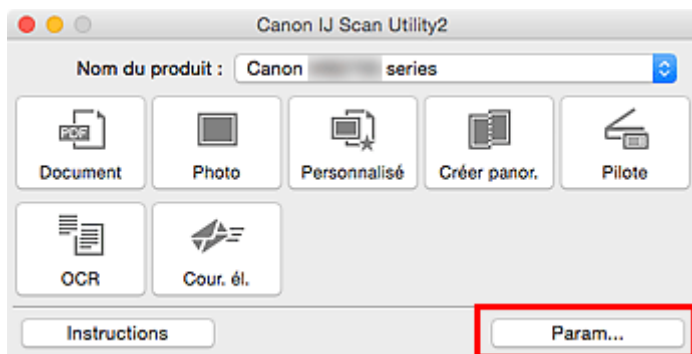 Canon IJ Scan Utility2
Nom du produit : Canon series
PDF
Document Photo Personnalisé Créer panor. Pilote
OCR Cour. él.
Instructions Param...